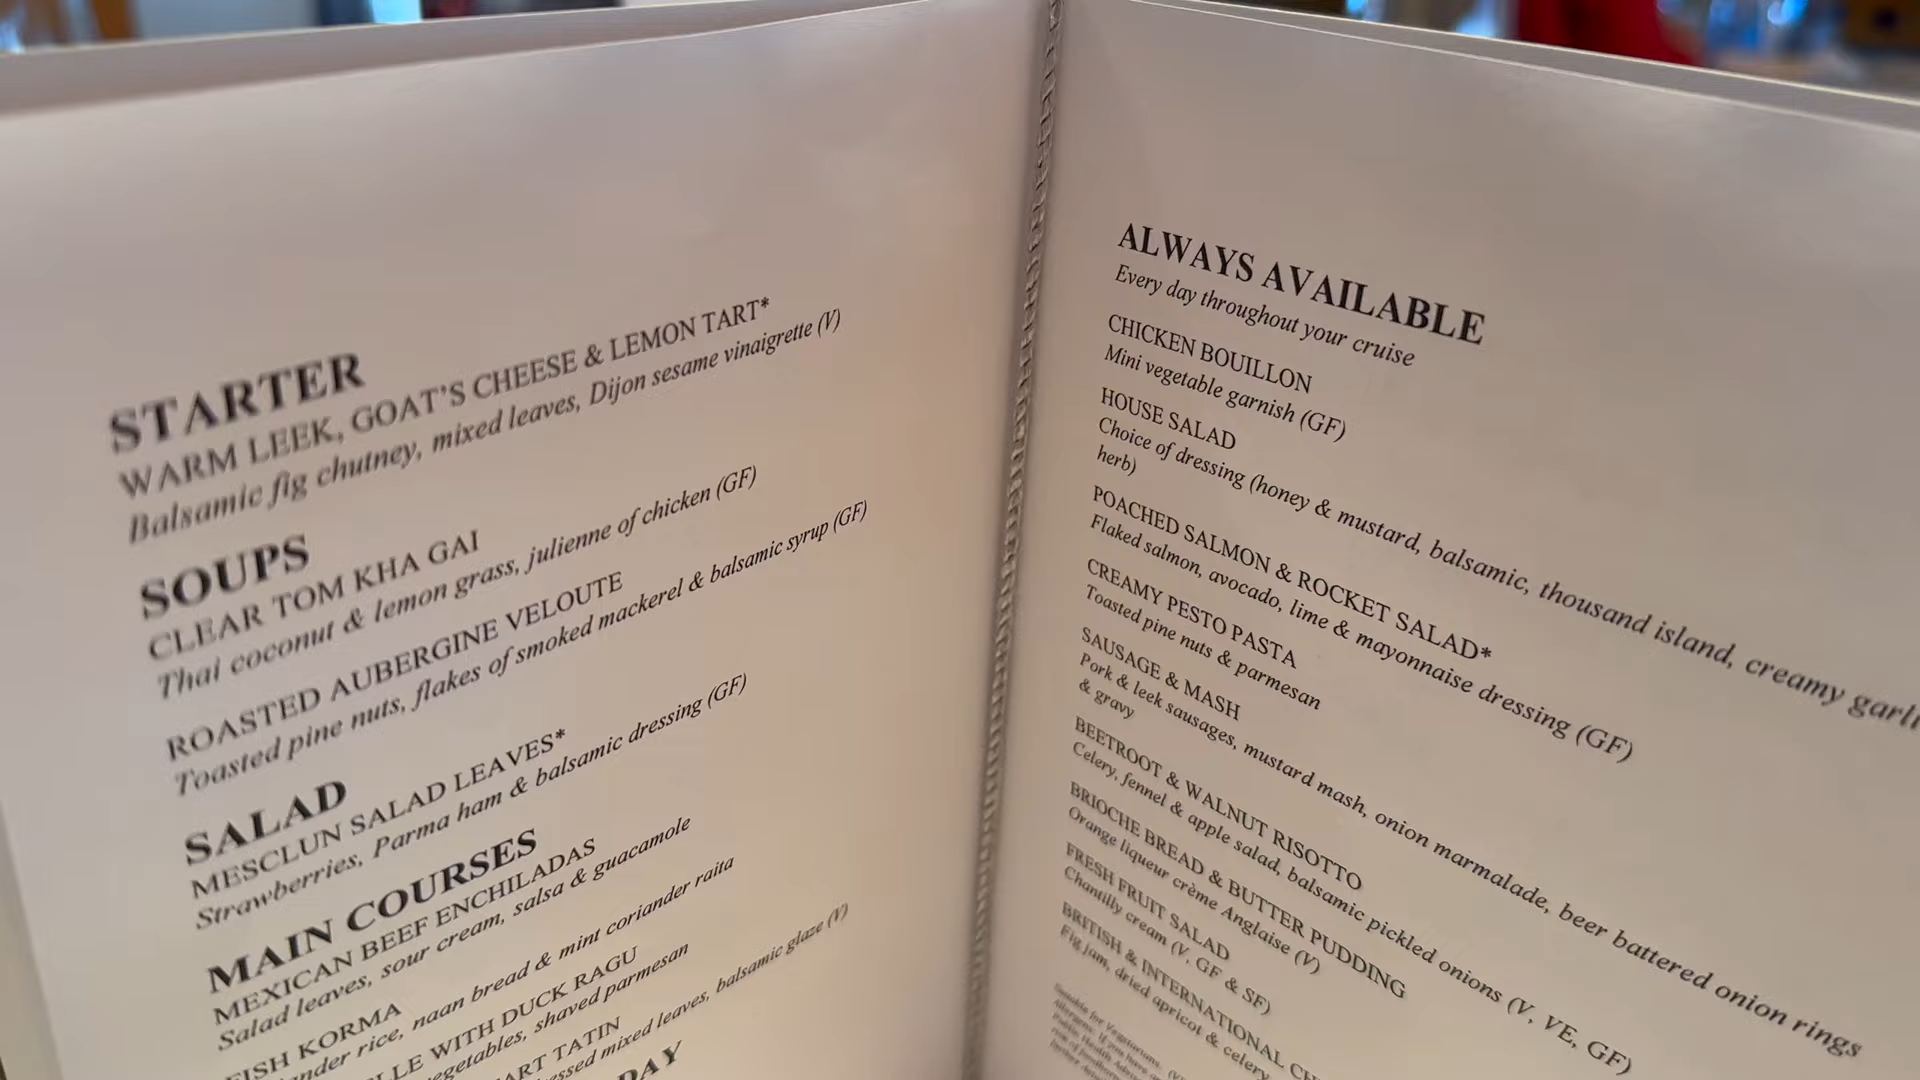 STARTER
WARM LEEK, GOAT'S CHEESE & LEMON TART*
Balsamic fig chutney, mixed leaves, Dijon sesame vinaigrette (V)
SOUPS
CLEAR TOM KHA GAI
Thai coconut & lemon grass, julienne of chicken (GF)
ROASTED AUBERGINE VELOUTE
Toasted pine nuts, flakes of smoked mackerel & balsamic syrup (GF)
SALAD
MESCLUN SALAD LEAVES*
Strawberries, Parma ham & balsamic dressing (GF)
MAIN COURSES
MEXICAN BEEF ENCHILADAS
Salad leaves, sour cream, salsa & guacamole
FISH KORMA
rice, naan bread & mint coriander raita
WITH DUCK RAGU
shaved parmesan
TATIN
mixed leaves, balsamic glaze (V)
DAY
ALWAYS AVAILABLE
Every day throughout your cruise
CHICKEN BOUILLON
Mini vegetable garnish (GF)
HOUSE SALAD
Choice of dressing (honey & mustard, balsamic, thousand island, creamy
herb)
POACHED SALMON & ROCKET SALAD*
Flaked salmon, avocado, lime & mayonnaise dressing (GF)
CREAMY PESTO PASTA
Toasted pine nuts & parmesan
SAUSAGE & MASH
Pork & leek sausages, mustard mash, onion marmalade, beer battered onion rings
& gravy
BEETROOT & WALNUT RISOTTO
Celery, fennel & apple salad, balsamic pickled onions (V, VE, GF)
BRIOCHE BREAD & BUTTER PUDDING
Orange liqueur crème Anglaise (V)
FRESH FRUIT SALAD
Chantilly cream (V, GF & SF)
BRITISH & INTERNATIONAL
Fig jam, dried apricot & celery